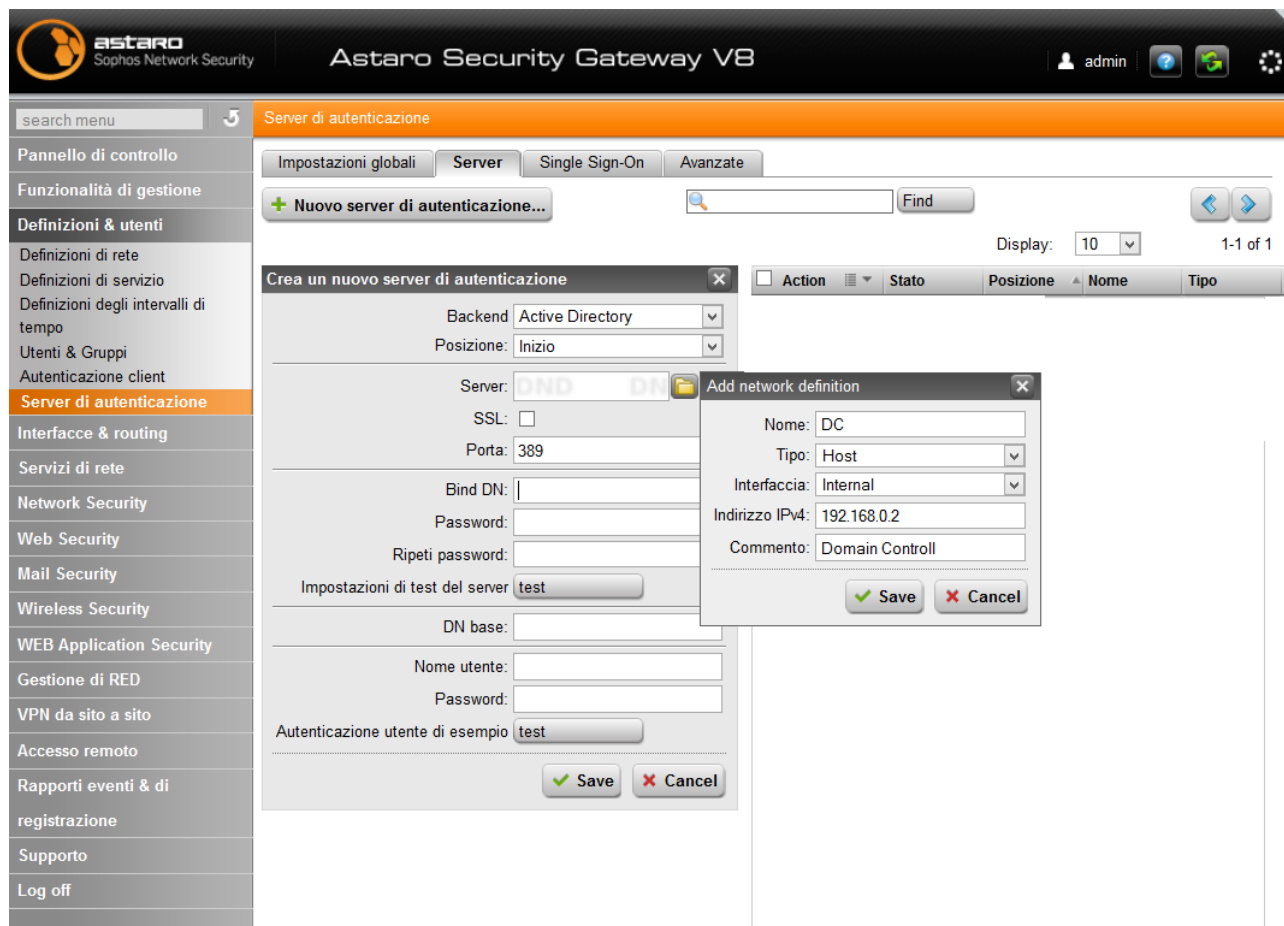 astaro
Sophos Network Security
Astaro Security Gateway V8
admin
search menu
Pannello di controllo
Funzionalità di gestione
Definizioni & utenti
Definizioni di rete
Definizioni di servizio
Definizioni degli intervalli di
tempo
Utenti & Gruppi
Autenticazione client
Server di autenticazione
Interfacce & routing
Servizi di rete
Network Security
Web Security
Mail Security
Wireless Security
WEB Application Security
Gestione di RED
VPN da sito a sito
Accesso remoto
Rapporti eventi & di
registrazione
Supporto
Log off
Server di autenticazione
Impostazioni globali Server Single Sign-On Avanzate
+ Nuovo server di autenticazione...
Find
Display: 10 1-1 of 1
Action Stato Posizione Nome Tipo
Crea un nuovo server di autenticazione
Backend Active Directory
Posizione: Inizio
Server: DND DN
SSL:
Porta: 389
Bind DN:
Password:
Ripeti password:
Impostazioni di test del server test
DN base:
Nome utente:
Password:
Autenticazione utente di esempio test
Save Cancel
Add network definition
Nome: DC
Tipo: Host
Interfaccia: Internal
Indirizzo IPv4: 192.168.0.2
Commento: Domain Controll
Save Cancel